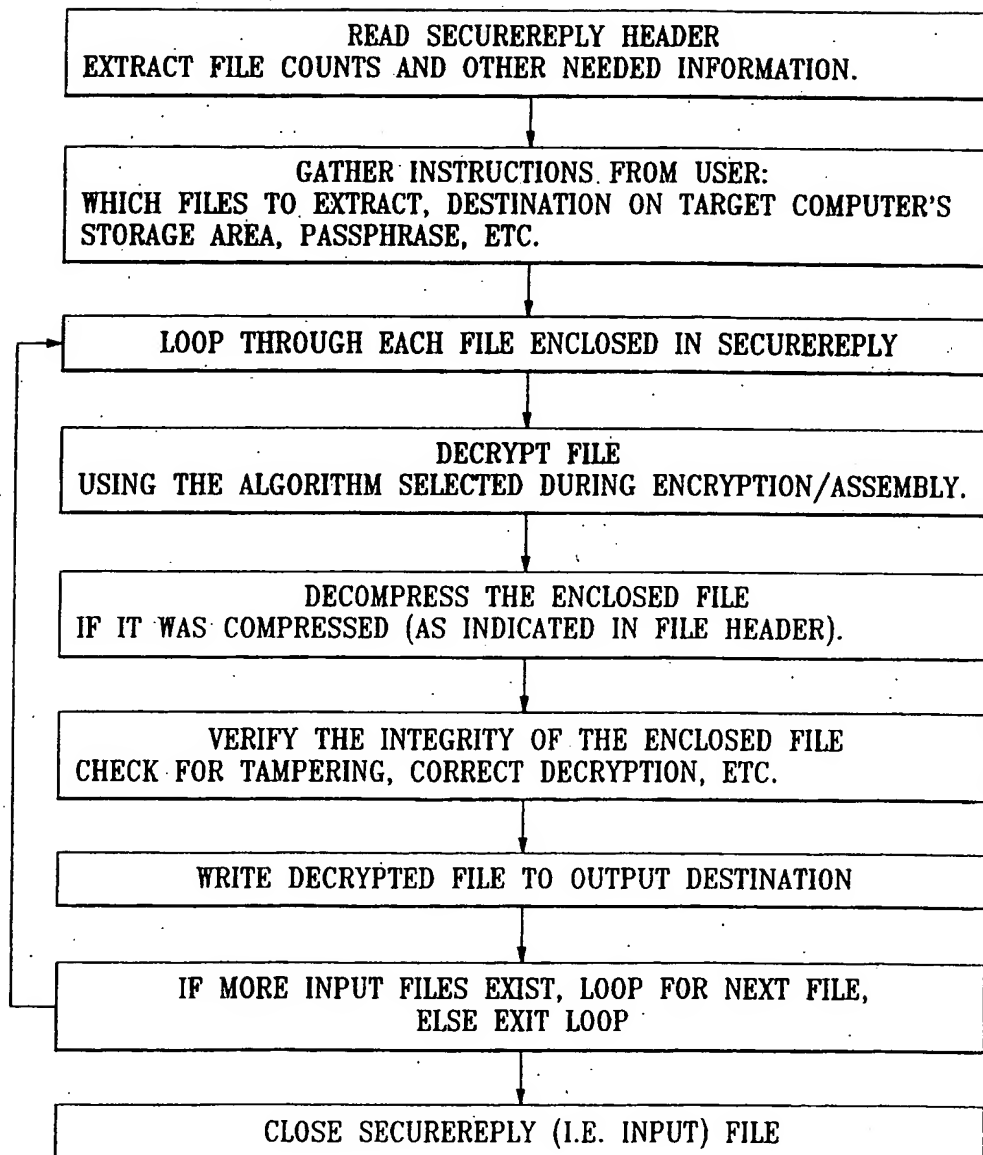 READ SECUREREPLY HEADER
EXTRACT FILE COUNTS AND OTHER NEEDED INFORMATION.
GATHER INSTRUCTIONS FROM USER:
WHICH FILES TO EXTRACT, DESTINATION ON TARGET COMPUTER'S
STORAGE AREA, PASSPHRASE, ETC.
LOOP THROUGH EACH FILE ENCLOSED IN SECUREREPLY
DECRYPT FILE
USING THE ALGORITHM SELECTED DURING ENCRYPTION/ASSEMBLY.
DECOMPRESS THE ENCLOSED FILE
IF IT WAS COMPRESSED (AS INDICATED IN FILE HEADER).
VERIFY THE INTEGRITY OF THE ENCLOSED FILE
CHECK FOR TAMPERING, CORRECT DECRYPTION, ETC.
WRITE DECRYPTED FILE TO OUTPUT DESTINATION
IF MORE INPUT FILES EXIST, LOOP FOR NEXT FILE,
ELSE EXIT LOOP
CLOSE SECUREREPLY (I.E. INPUT) FILE